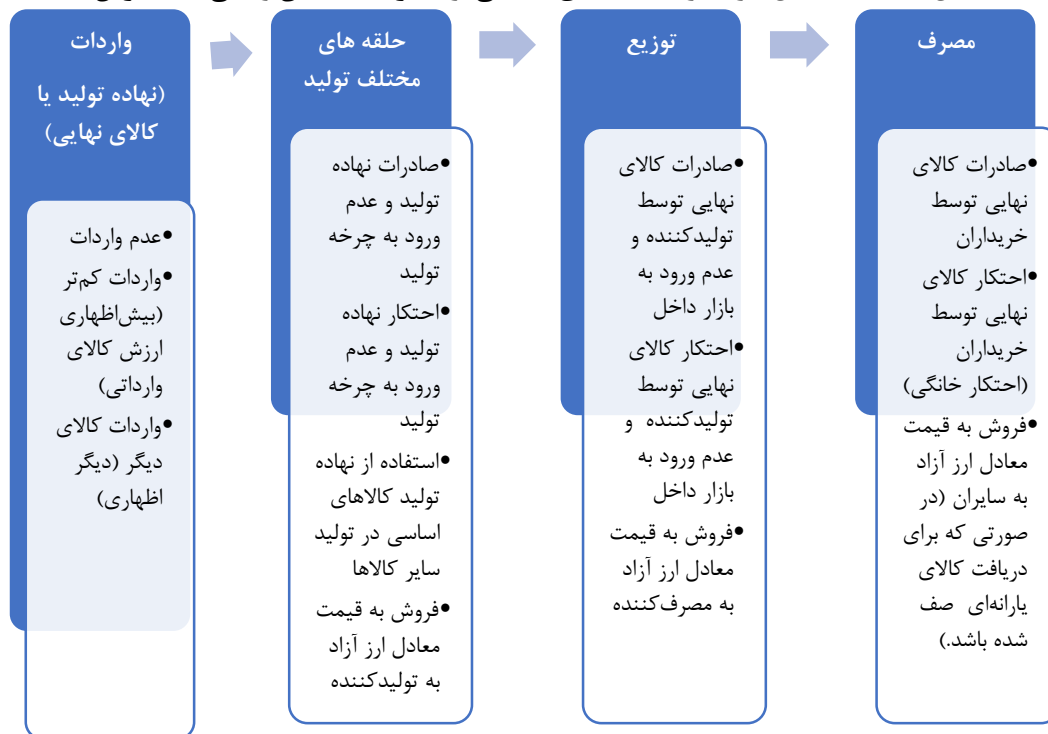 واردات
(نهاده تولید یا
کالای نهایی)
•عدم واردات
•واردات کم‌تر
(بیش‌اظهاری
ارزش کالای
وارداتی)
•واردات کالای
دیگر (دیگر
اظهاری)
حلقه های
مختلف تولید
•صادرات نهاده
تولید و عدم
ورود به چرخه
تولید
•احتکار نهاده
تولید و عدم
ورود به چرخه
تولید
•استفاده از نهاده
تولید کالاهای
اساسی در تولید
سایر کالاها
•فروش به قیمت
معادل ارز آزاد
به تولیدکننده
توزیع
•صادرات کالای
نهایی توسط
تولیدکننده و
عدم ورود به
بازار داخل
•احتکار کالای
نهایی توسط
تولیدکننده و
عدم ورود به
بازار داخل
•فروش به قیمت
معادل ارز آزاد
به مصرف‌کننده
مصرف
•صادرات کالای
نهایی توسط
خریداران
•احتکار کالای
نهایی توسط
خریداران
(احتکار خانگی)
•فروش به قیمت
معادل ارز آزاد
به سایران (در
صورتی که برای
دریافت کالای
یارانه‌ای صف
شده باشد.)